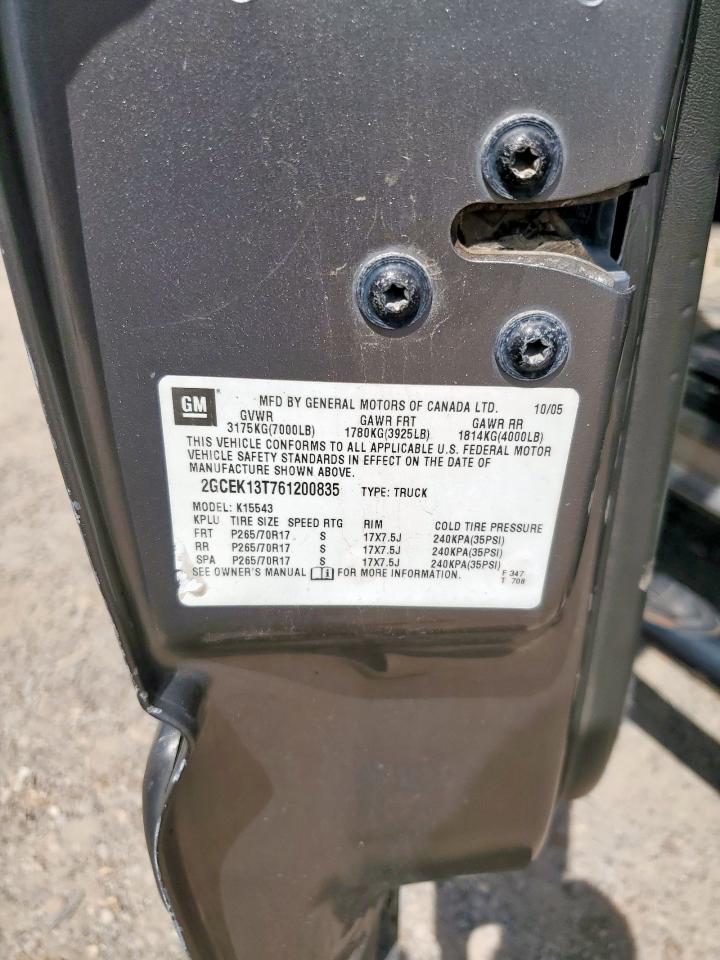 GM ® MFD BY GENERAL MOTORS OF CANADA LTD. 10/05
GVWR GAWR FRT GAWR RR
3175KG(7000LB) 1780KG(3925LB) 1814KG(4000LB)
THIS VEHICLE CONFORMS TO ALL APPLICABLE U.S. FEDERAL MOTOR
VEHICLE SAFETY STANDARDS IN EFFECT ON THE DATE OF
MANUFACTURE SHOWN ABOVE.
2GCEK13T761200835 TYPE: TRUCK
MODEL: K15543
KPLU TIRE SIZE SPEED RTG RIM COLD TIRE PRESSURE
FRT P265/70R17 S 17X7.5J 240KPA(35PSI)
RR P265/70R17 S 17X7.5J 240KPA(35PSI)
SPA P265/70R17 S 17X7.5J 240KPA(35PSI)
SEE OWNER'S MANUAL i FOR MORE INFORMATION. F 347
T 708